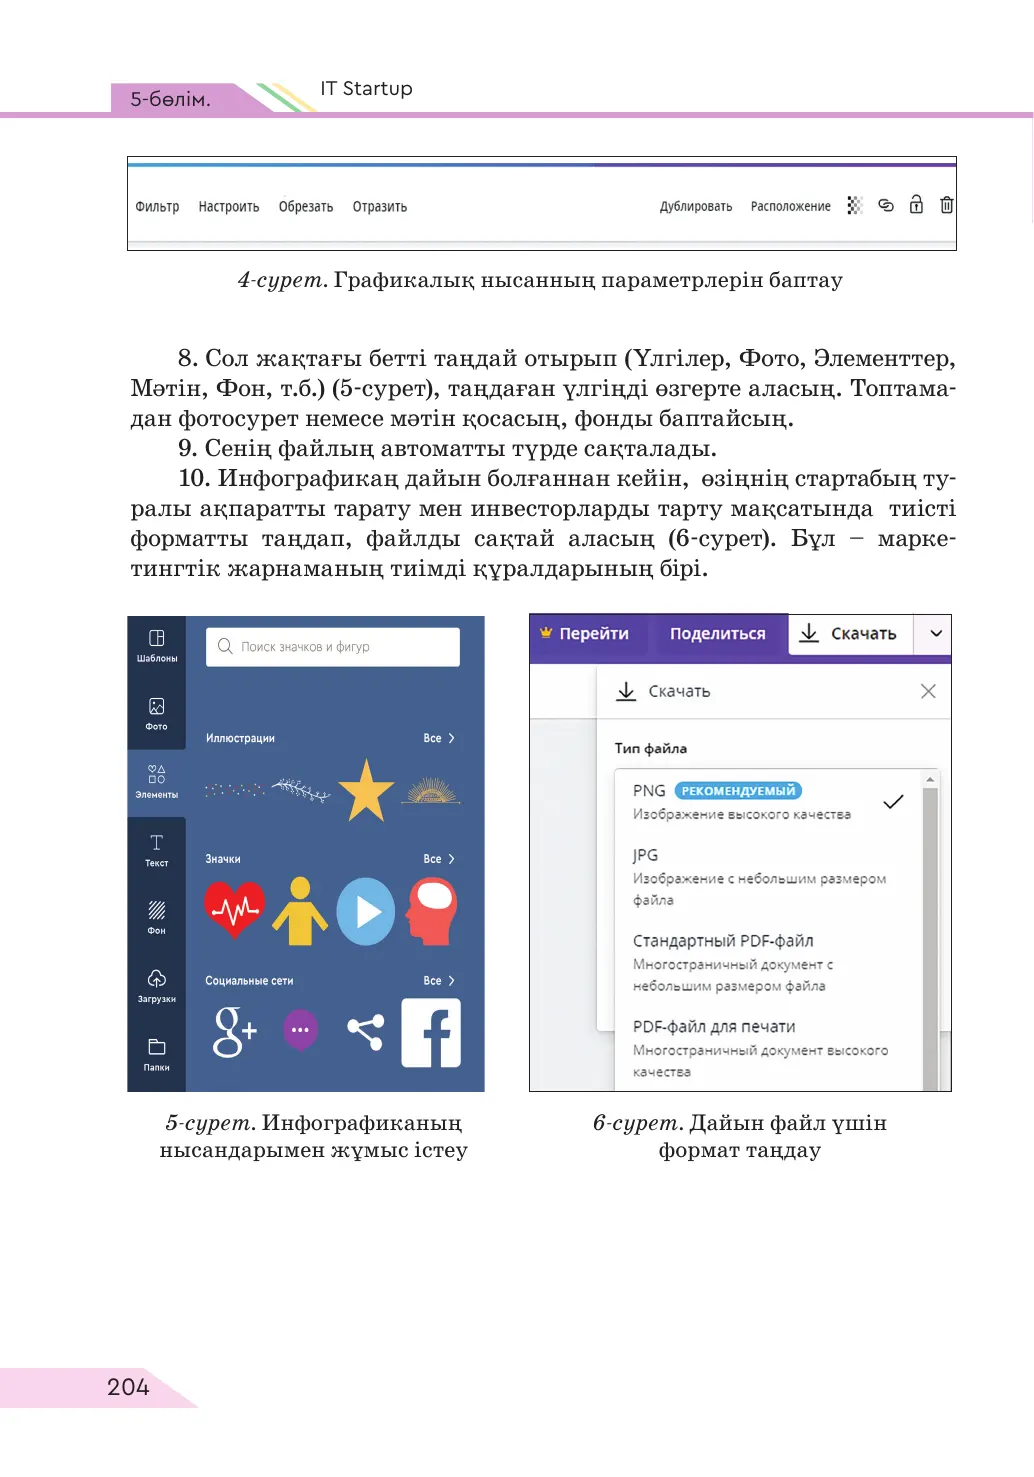 5-бөлім.
IT Startup
Фильтр Настроить Обрезать Отразить Дублировать Расположение
4-сурет. Графикалық нысанның параметрлерін баптау
8. Сол жақтағы бетті таңдай отырып (Үлгілер, Фото, Элементтер,
Мәтін, Фон, т.б.) (5-сурет), таңдаған үлгіңді өзгерте аласың. Топтама-
дан фотосурет немесе мәтін қосасың, фонды баптайсың.
9. Сенің файлың автоматты түрде сақталады.
10. Инфографикаң дайын болғаннан кейін, өзіңнің стартабың ту-
ралы ақпаратты тарату мен инвесторларды тарту мақсатында тиісті
форматты таңдап, файлды сақтай аласың (6-сурет). Бұл – марке-
тингтік жарнаманың тиімді құралдарының бірі.
Шаблоны
Фото
Элементы
Текст
Фон
Загрузки
Папки
Поиск значков и фигур
Иллюстрации Все
Значки Все
Социальные сети Все
g+
f
5-сурет. Инфографиканың
нысандарымен жұмыс істеу
Перейти Поделиться Скачать
Скачать
Тип файла
PNG РЕКОМЕНДУЕМЫЙ
Изображение высокого качества
JPG
Изображение с небольшим размером
файла
Стандартный PDF-файл
Многостраничный документ с
небольшим размером файла
PDF-файл для печати
Многостраничный документ высокого
качества
6-сурет. Дайын файл үшін
формат таңдау
204